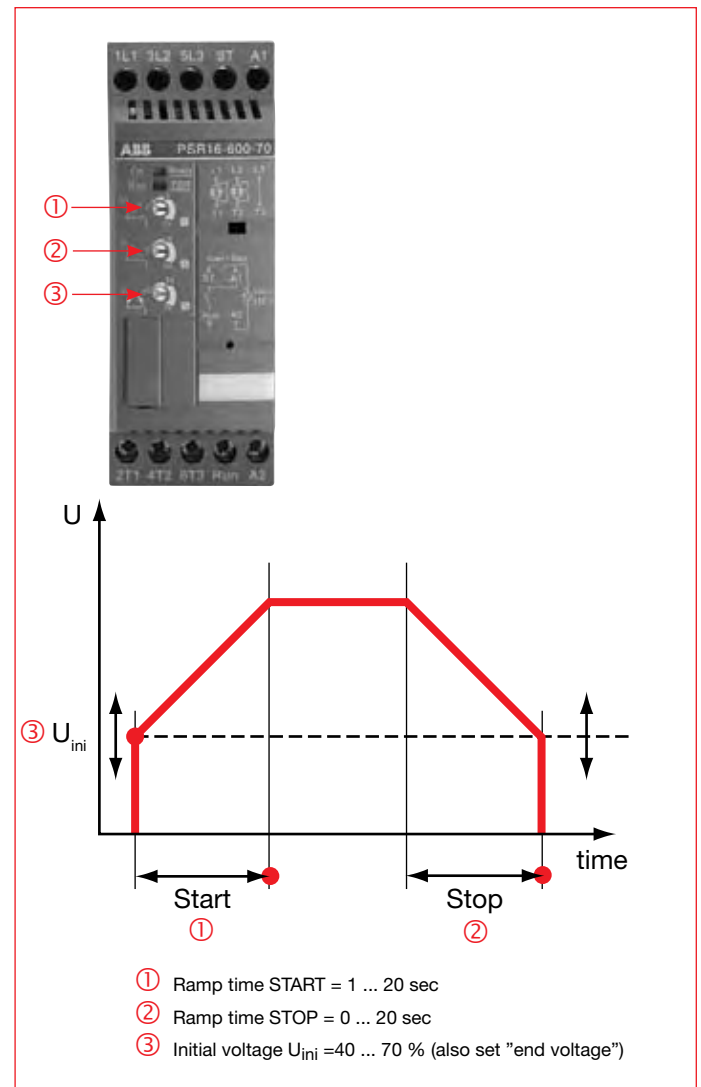 1L1 3L2 5L3 ST A1
ABB PSR16-600-70
①
②
③
2T1 4T2 6T3 Run A2
U
③ Uini
time
Start
①
Stop
②
① Ramp time START = 1 ... 20 sec
② Ramp time STOP = 0 ... 20 sec
③ Initial voltage Uini =40 ... 70 % (also set "end voltage")